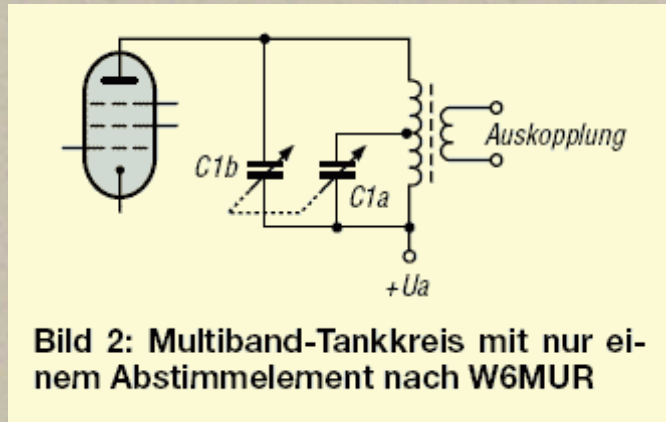 C1b
C1a
Auskopplung
+Ua
Bild 2: Multiband-Tankkreis mit nur ei-
nem Abstimmelement nach W6MUR